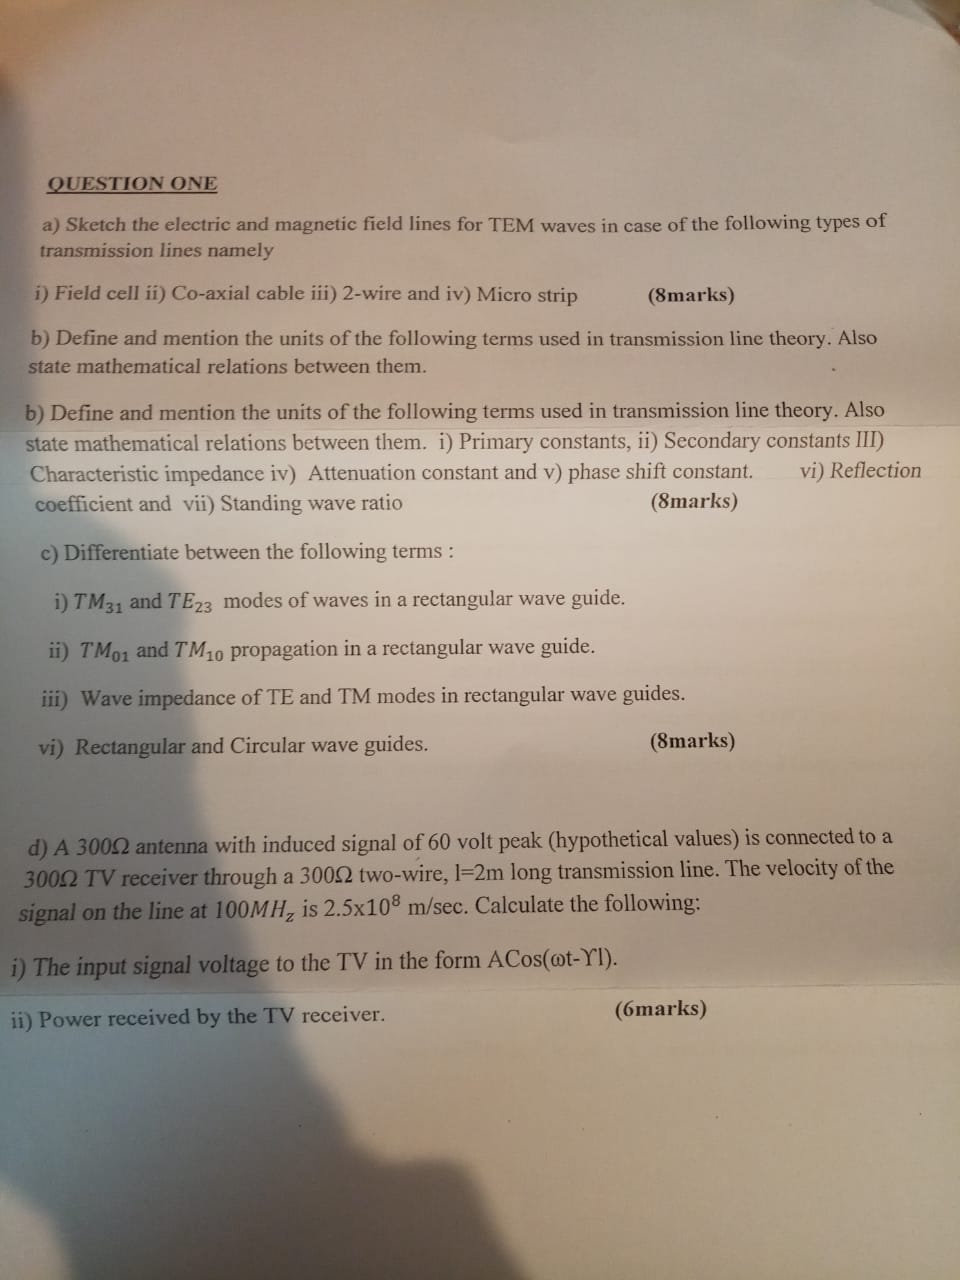 QUESTION ONE
a) Sketch the electric and magnetic field lines for TEM waves in case of the following types of
transmission lines namely
i) Field cell ii) Co-axial cable iii) 2-wire and iv) Micro strip (8marks)
b) Define and mention the units of the following terms used in transmission line theory. Also
state mathematical relations between them.
b) Define and mention the units of the following terms used in transmission line theory. Also
state mathematical relations between them. i) Primary constants, ii) Secondary constants III)
Characteristic impedance iv) Attenuation constant and v) phase shift constant. vi) Reflection
coefficient and vii) Standing wave ratio (8marks)
c) Differentiate between the following terms :
i) TM₃₁ and TE₂₃ modes of waves in a rectangular wave guide.
ii) TM₀₁ and TM₁₀ propagation in a rectangular wave guide.
iii) Wave impedance of TE and TM modes in rectangular wave guides.
vi) Rectangular and Circular wave guides. (8marks)
d) A 300Ω antenna with induced signal of 60 volt peak (hypothetical values) is connected to a
300Ω TV receiver through a 300Ω two-wire, l=2m long transmission line. The velocity of the
signal on the line at 100MH_z is 2.5x10⁸ m/sec. Calculate the following:
i) The input signal voltage to the TV in the form ACos(ωt-ϒl).
ii) Power received by the TV receiver. (6marks)